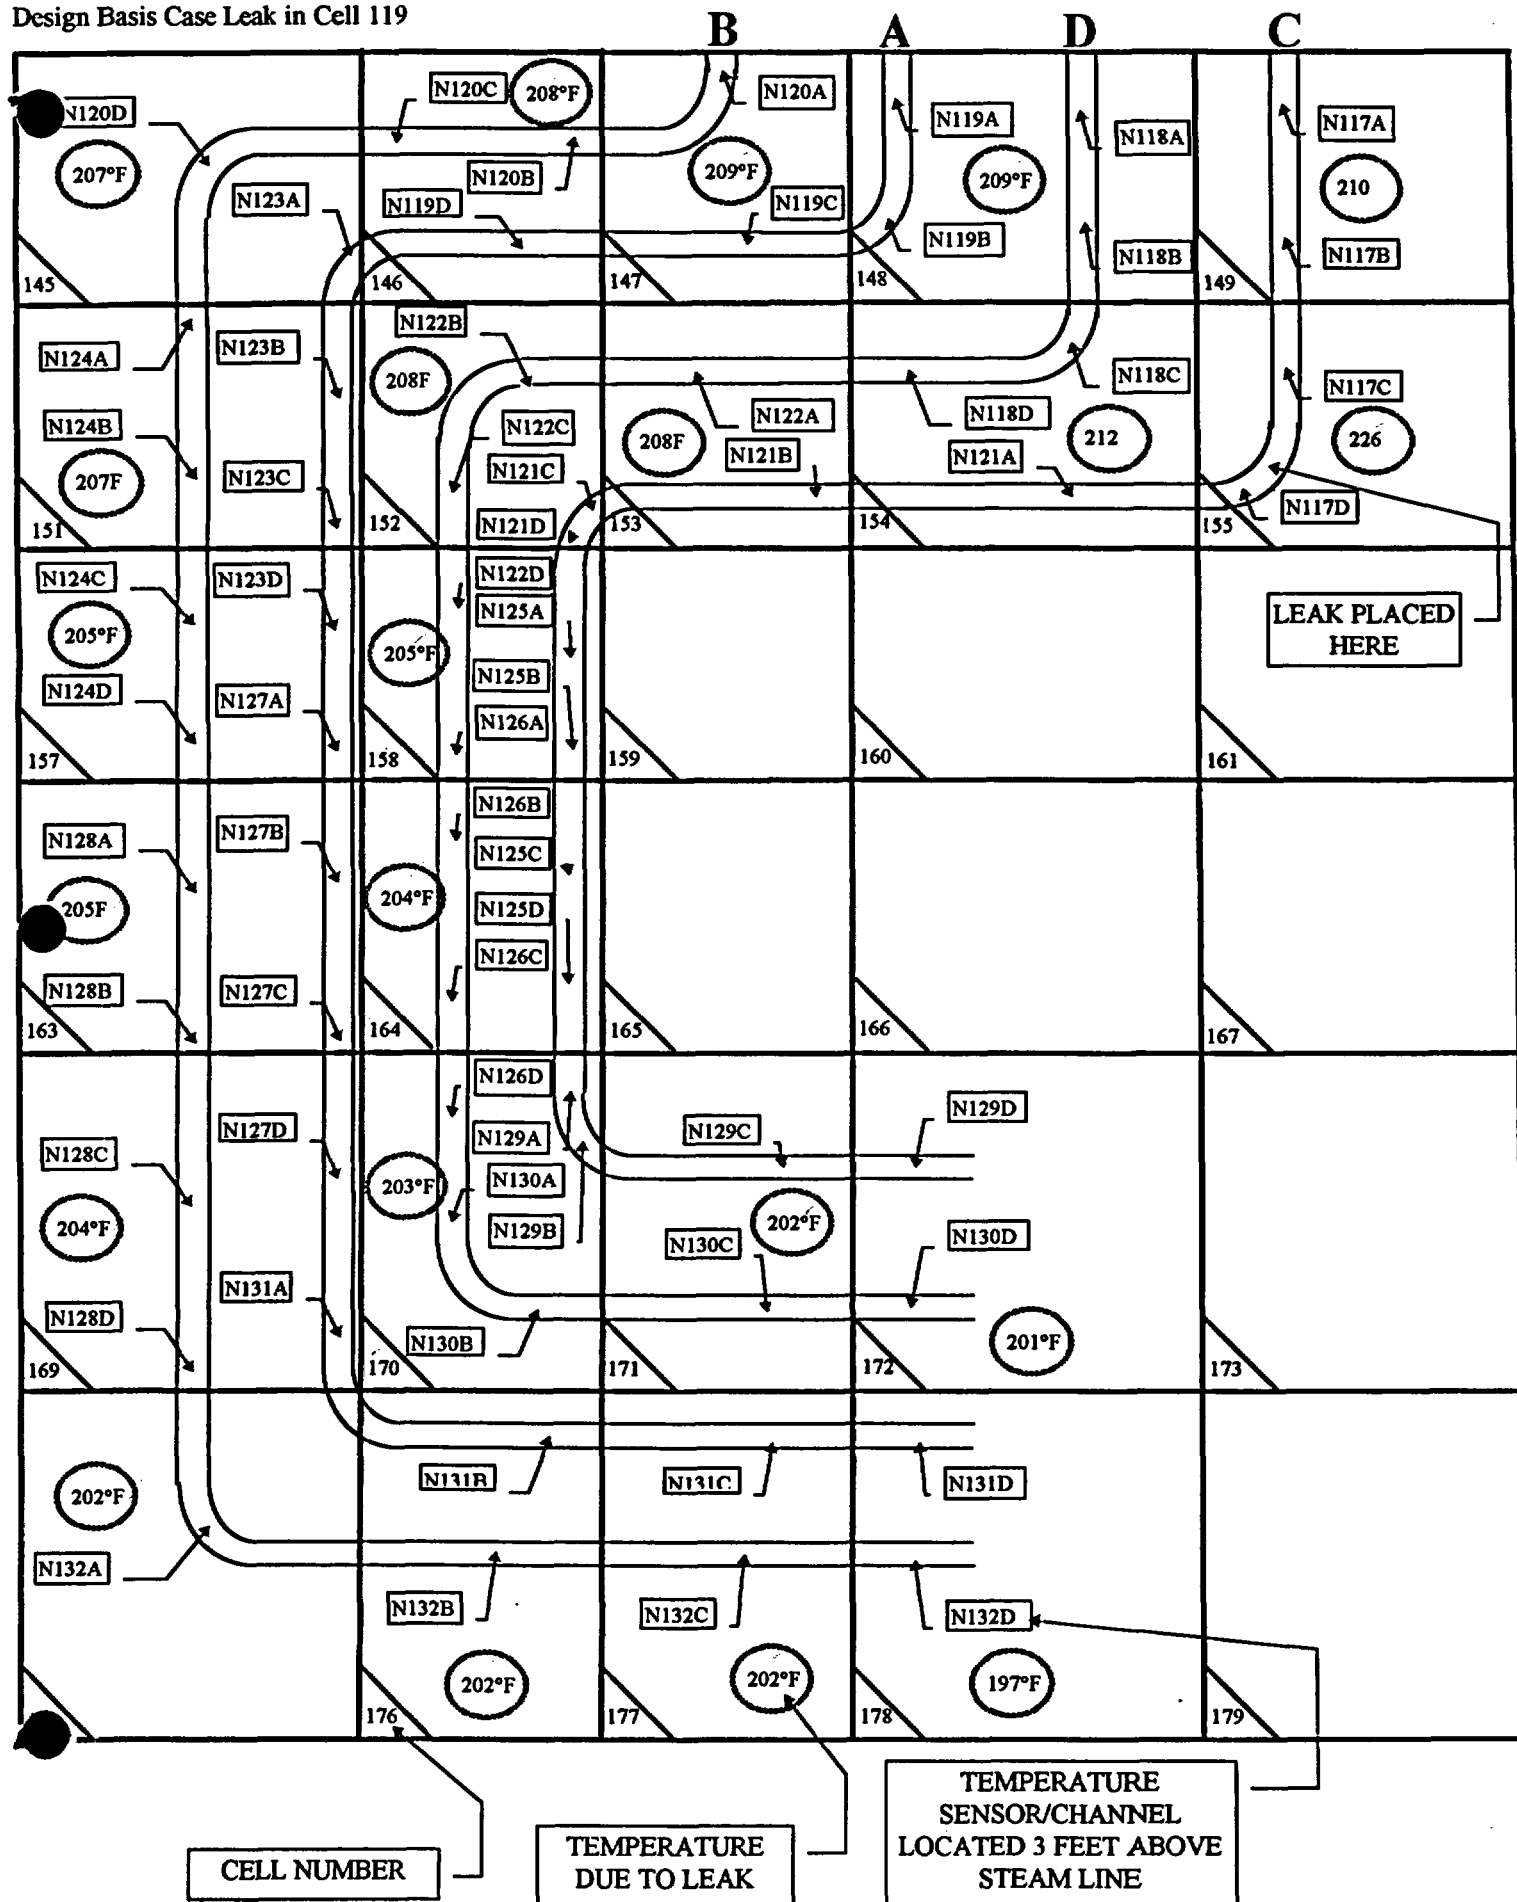 Design Basis Case Leak in Cell 119
B
A
D
C
N120D
N120C
208°F
N120A
N119A
N118A
N117A
207°F
N123A
N120B
N119D
209°F
N119C
209°F
210
N119B
N118B
N117B
145
146
147
148
149
N124A
N123B
N122B
208F
N118C
N117C
N124B
N123C
N122C
208F
N122A
N118D
212
226
207F
N121C
N121B
N121A
N121D
N117D
151
152
153
154
155
N124C
N123D
N122D
N125A
LEAK PLACED
HERE
205°F
205°F
N124D
N127A
N125B
N126A
157
158
159
160
161
N128A
N127B
N126B
N125C
205F
204°F
N125D
N126C
N128B
N127C
163
164
165
166
167
N126D
N128C
N127D
N129A
N129C
N129D
204°F
203°F
N130A
N129B
202°F
N130C
N130D
N128D
N131A
N130B
201°F
169
170
171
172
173
202°F
N131B
N131C
N131D
N132A
N132B
N132C
N132D
202°F
202°F
197°F
176
177
178
179
CELL NUMBER
TEMPERATURE
DUE TO LEAK
TEMPERATURE
SENSOR/CHANNEL
LOCATED 3 FEET ABOVE
STEAM LINE